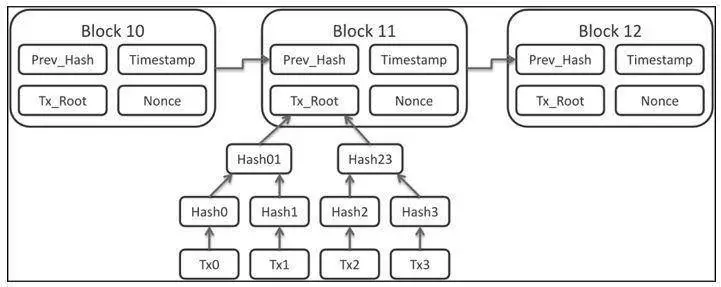 Block 10
Block 11
Block 12
Prev_Hash Timestamp
Prev_Hash Timestamp
Prev_Hash Timestamp
Tx_Root Nonce
Tx_Root Nonce
Tx_Root Nonce
Hash01
Hash23
Hash0
Hash1
Hash2
Hash3
Tx0
Tx1
Tx2
Tx3